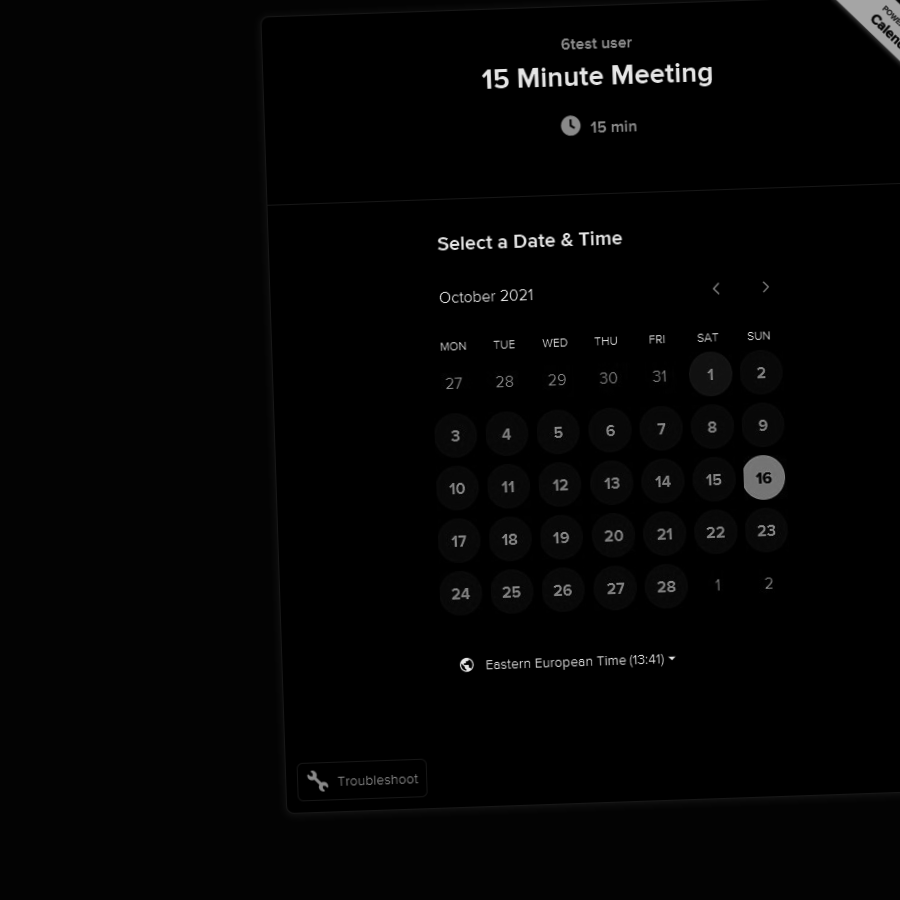 6test user
15 Minute Meeting
15 min
Select a Date & Time
October 2021
MON TUE WED THU FRI SAT SUN
27 28 29 30 31 1 2
3 4 5 6 7 8 9
10 11 12 13 14 15 16
17 18 19 20 21 22 23
24 25 26 27 28 1 2
Eastern European Time (13:41)
Troubleshoot